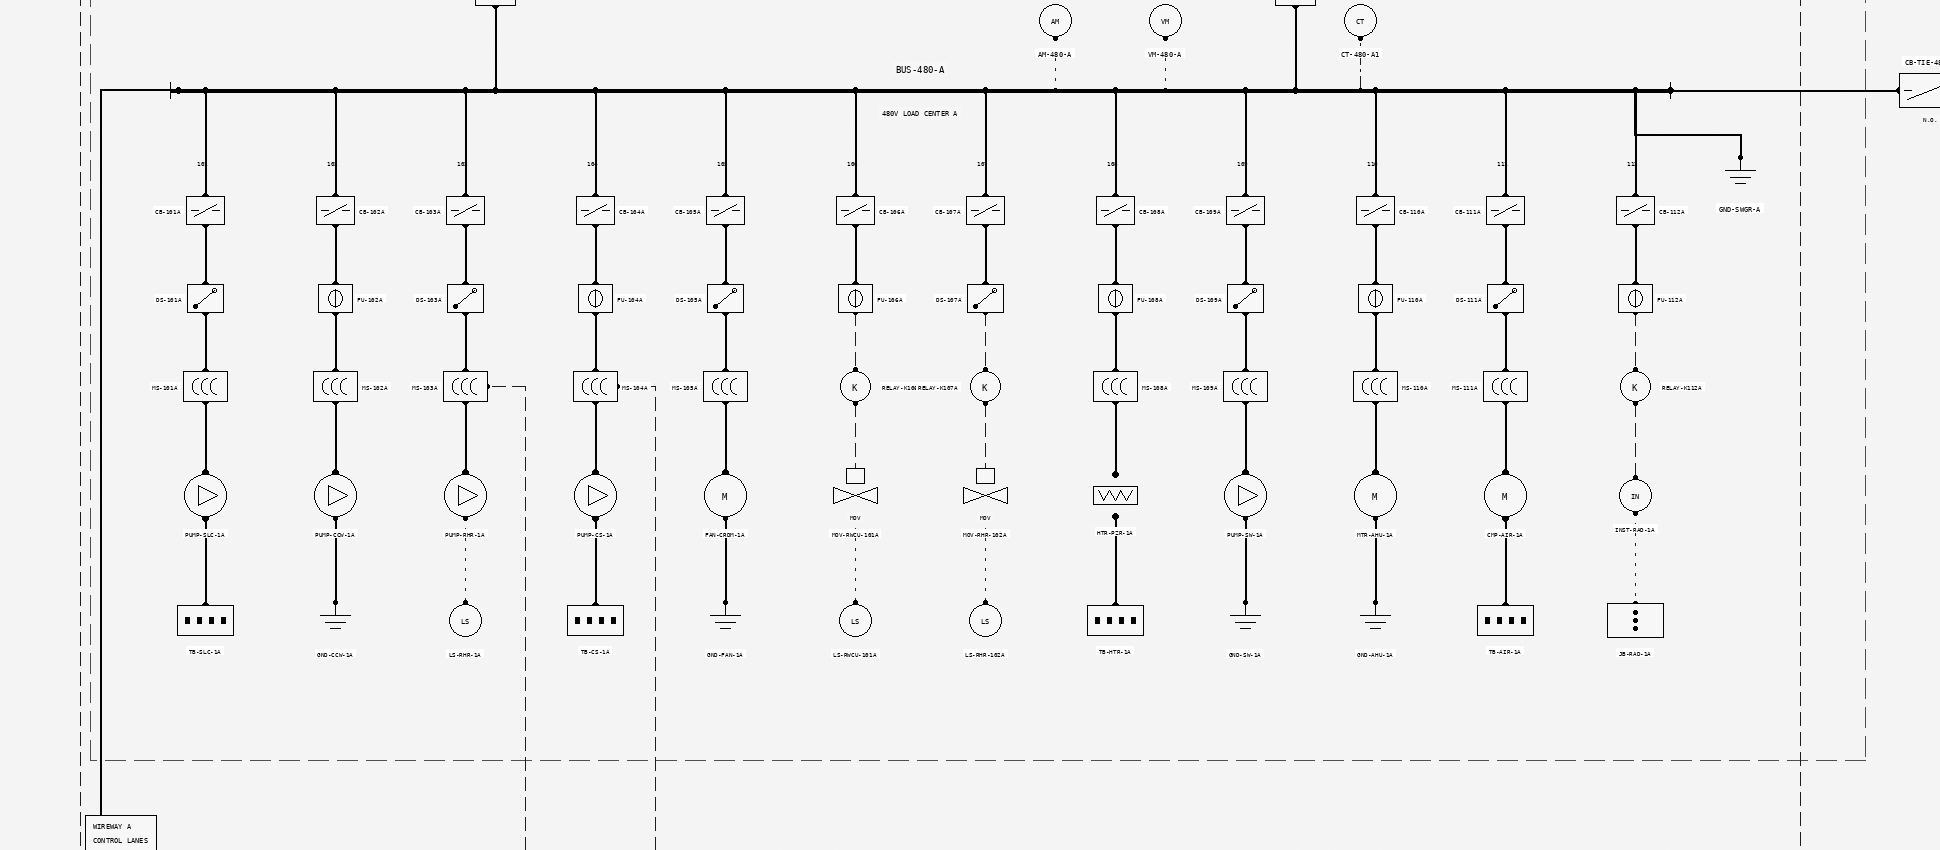 AM
VM
CT
AM-480-A
VM-480-A
CT-480-A1
BUS-480-A
480V LOAD CENTER A
N.O.
CB-101A
CB-102A
CB-103A
CB-104A
CB-105A
CB-106A
CB-107A
CB-108A
CB-109A
CB-110A
CB-111A
CB-112A
GND-SWGR-A
DS-101A
FU-102A
DS-103A
FU-104A
DS-105A
FU-106A
DS-107A
FU-108A
DS-109A
FU-110A
DS-111A
FU-112A
MS-101A
MS-102A
MS-103A
MS-104A
MS-105A
K
RELAY-K107A
K
MS-108A
MS-109A
MS-110A
MS-111A
K
RELAY-K112A
M
M
M
IN
MOV
MOV
PUMP-SLC-1A
PUMP-CCW-1A
PUMP-RHR-1A
PUMP-CS-1A
FAN-CRDM-1A
MOV-RWCU-101A
MOV-RHR-102A
HTR-PZR-1A
PUMP-SW-1A
MTR-AHU-1A
CMP-AIR-1A
INST-RAD-1A
LS
LS
LS
TB-SLC-1A
GND-CCW-1A
LS-RHR-1A
TB-CS-1A
GND-FAN-1A
LS-RWCU-101A
LS-RHR-102A
TB-HTR-1A
GND-SW-1A
GND-AHU-1A
TB-AIR-1A
JB-RAD-1A
WIREWAY A
CONTROL LANES